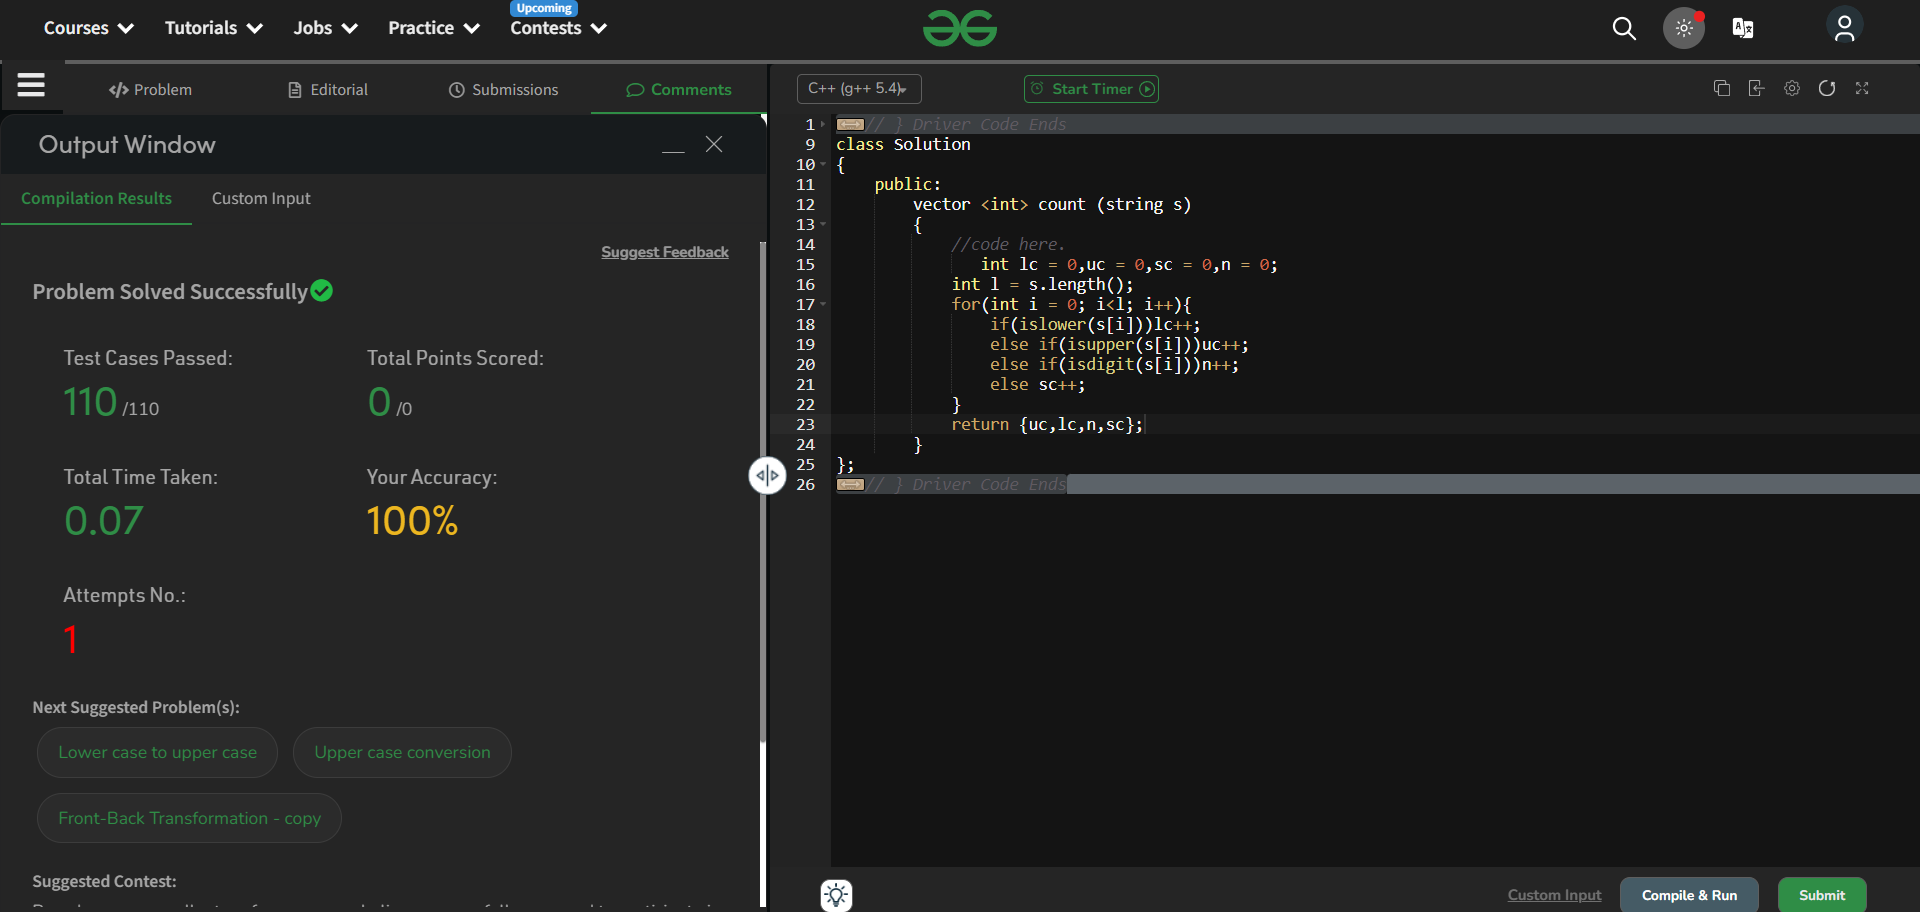 Courses
Tutorials
Jobs
Practice
Upcoming
Contests
Problem
Editorial
Submissions
Comments
C++ (g++ 5.4)
Start Timer
Output Window
Compilation Results
Custom Input
Suggest Feedback
Problem Solved Successfully
Test Cases Passed:
110 /110
Total Points Scored:
0 /0
Total Time Taken:
0.07
Your Accuracy:
100%
Attempts No.:
1
Next Suggested Problem(s):
Lower case to upper case
Upper case conversion
Front-Back Transformation - copy
Suggested Contest:
1 // } Driver Code Ends
9 class Solution
10 {
11 public:
12 vector <int> count (string s)
13 {
14 //code here.
15 int lc = 0,uc = 0,sc = 0,n = 0;
16 int l = s.length();
17 for(int i = 0; i<l; i++){
18 if(islower(s[i]))lc++;
19 else if(isupper(s[i]))uc++;
20 else if(isdigit(s[i]))n++;
21 else sc++;
22 }
23 return {uc,lc,n,sc};
24 }
25 };
26 // } Driver Code Ends
Custom Input
Compile & Run
Submit